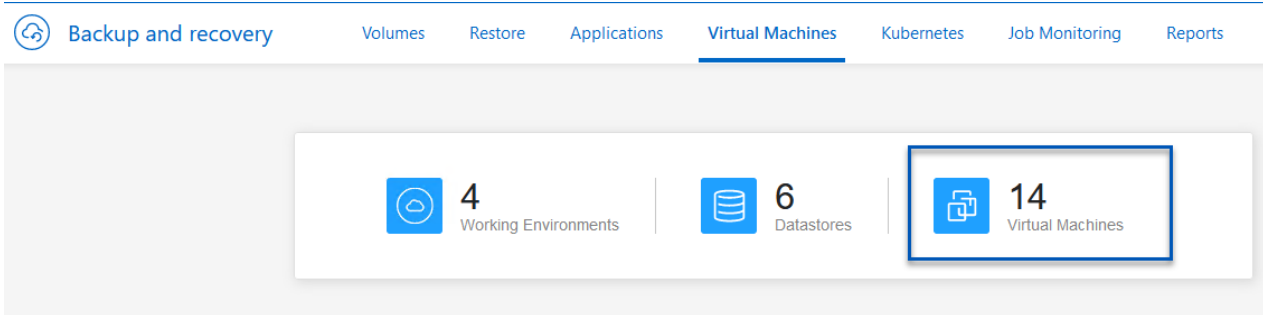 Backup and recovery Volumes Restore Applications Virtual Machines Kubernetes Job Monitoring Reports
4 6 14
Working Environments Datastores Virtual Machines